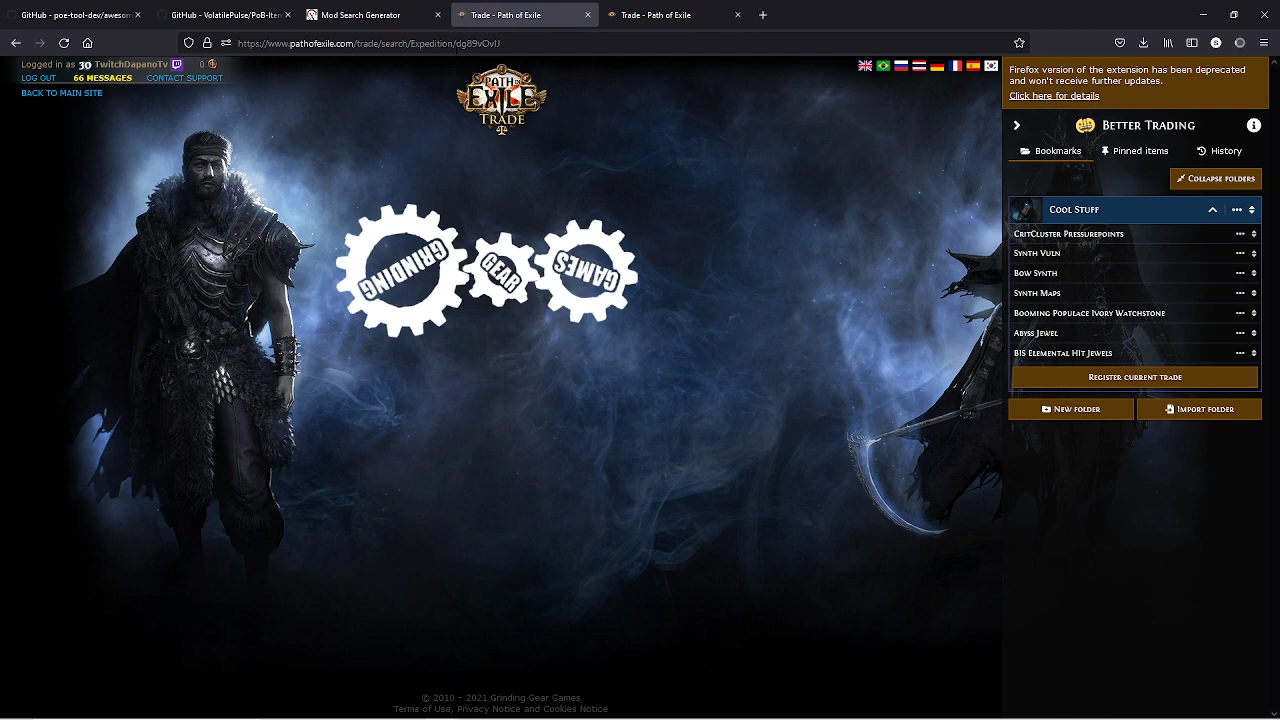 GitHub - poe-tool-dev/awesom
GitHub - VolatilePulse/PoB-Item
Mod Search Generator
Trade - Path of Exile
Trade - Path of Exile
https://www.pathofexile.com/trade/search/Expedition/dg89vOvIJ
Logged in as 30 TwitchDapanoTv 0
LOG OUT 66 MESSAGES CONTACT SUPPORT
BACK TO MAIN SITE
PATH OF
EXILE
TRADE
GRINDING
GEAR
GAMES
Firefox version of the extension has been deprecated
and won't receive further updates.
Click here for details
Better Trading
Bookmarks
Pinned items
History
Collapse folders
Cool Stuff
CritCluster Pressurepoints
Synth Vuln
Bow Synth
Synth Maps
Booming Populace Ivory Watchstone
Abyss Jewel
BIS Elemental Hit Jewels
Register current trade
New folder
Import folder
© 2010 - 2021 Grinding Gear Games
Terms of Use, Privacy Notice and Cookies Notice